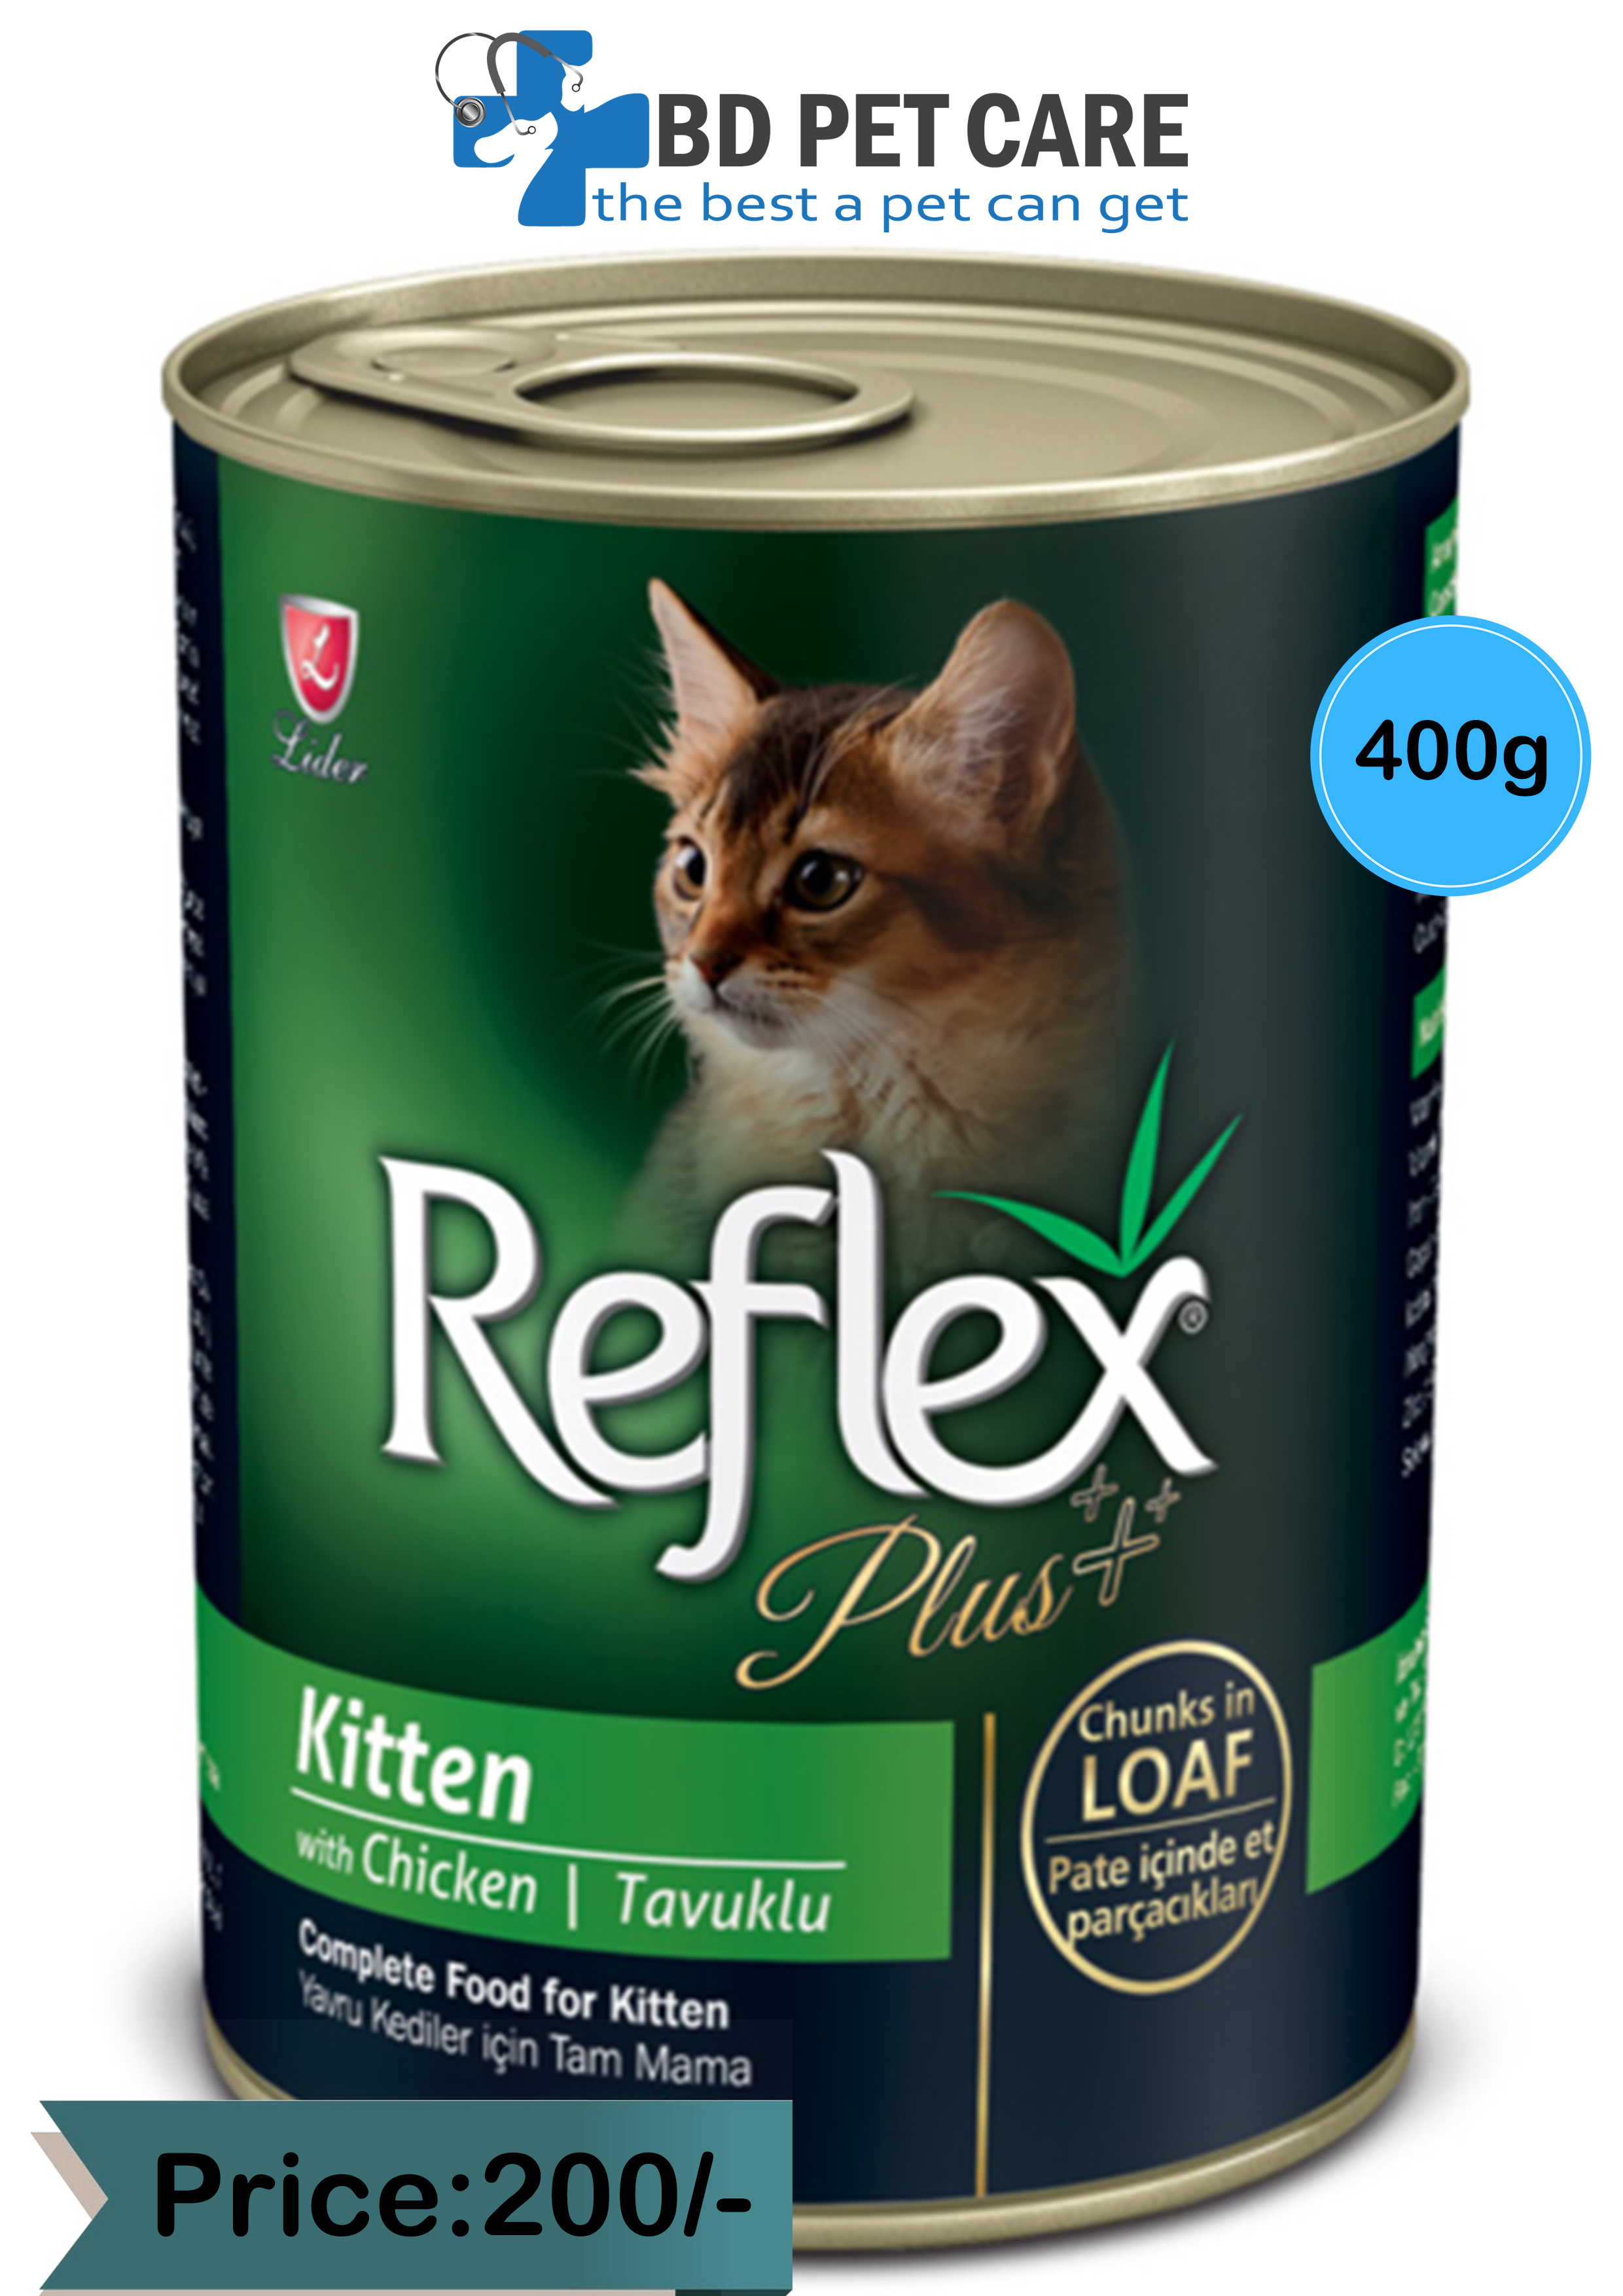 BD PET CARE
the best a pet can get
L
Lider
400g
Reflex®
Plus+
Kitten
with Chicken | Tavuklu
Complete Food for Kitten
Yavru Kediler için Tam Mama
Chunks in
LOAF
Pate içinde et
parçacıkları
Price:200/-